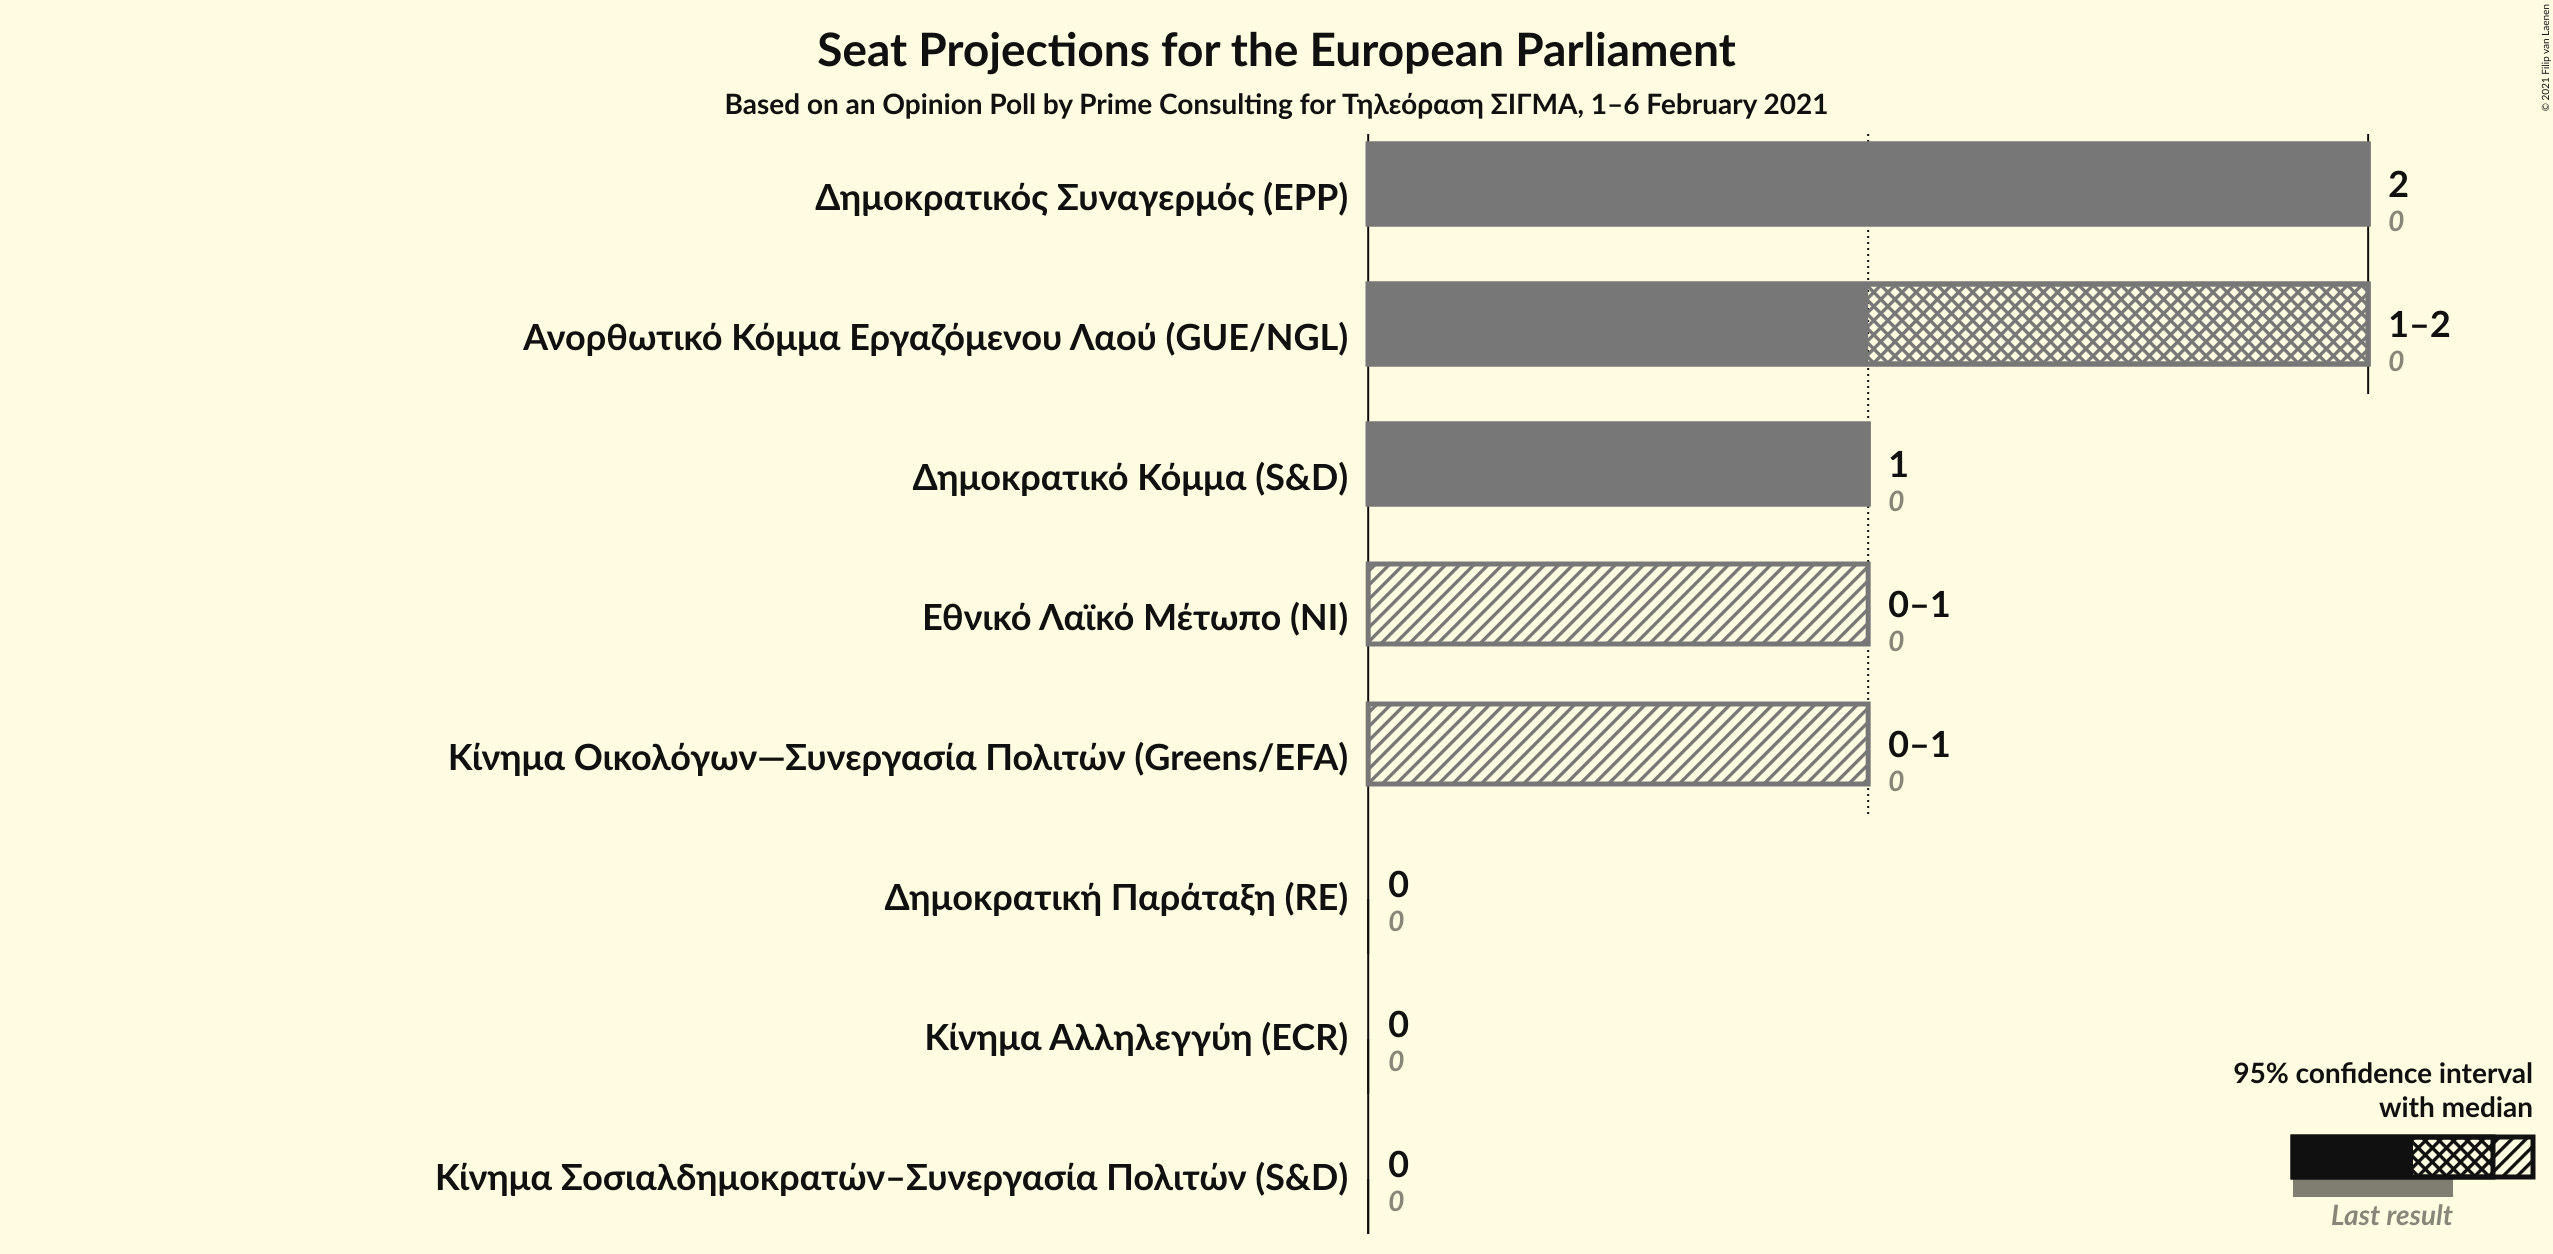 Seat Projections for the European Parliament
Based on an Opinion Poll by Prime Consulting for Τηλεόραση ΣΙΓΜΑ, 1–6 February 2021
© 2021 Filip van Laenen
Δημοκρατικός Συναγερμός (EPP)
2
0
Ανορθωτικό Κόμμα Εργαζόμενου Λαού (GUE/NGL)
1–2
0
Δημοκρατικό Κόμμα (S&D)
1
0
Εθνικό Λαϊκό Μέτωπο (NI)
0–1
0
Κίνημα Οικολόγων—Συνεργασία Πολιτών (Greens/EFA)
0–1
0
Δημοκρατική Παράταξη (RE)
0
0
Κίνημα Αλληλεγγύη (ECR)
0
0
Κίνημα Σοσιαλδημοκρατών–Συνεργασία Πολιτών (S&D)
0
0
95% confidence interval
with median
Last result